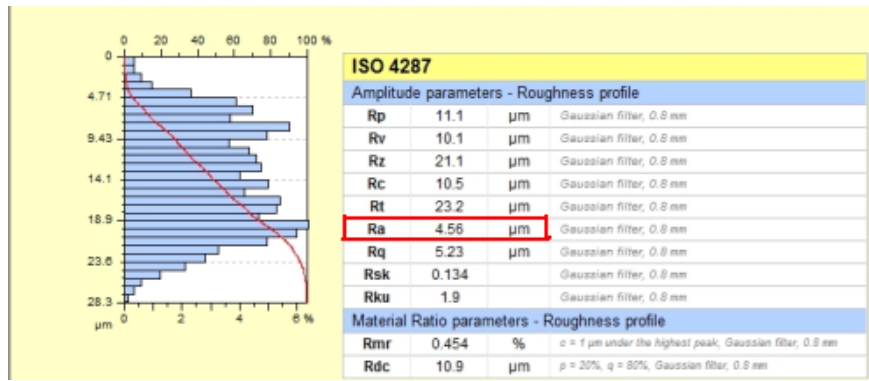 0 20 40 60 80 100 %
0
4.71
9.43
14.1
18.9
23.6
28.3
µm
0 2 4 6 %
ISO 4287
Amplitude parameters - Roughness profile
Rp 11.1 µm Gaussian filter, 0.8 mm
Rv 10.1 µm Gaussian filter, 0.8 mm
Rz 21.1 µm Gaussian filter, 0.8 mm
Rc 10.5 µm Gaussian filter, 0.8 mm
Rt 23.2 µm Gaussian filter, 0.8 mm
Ra 4.56 µm Gaussian filter, 0.8 mm
Rq 5.23 µm Gaussian filter, 0.8 mm
Rsk 0.134 Gaussian filter, 0.8 mm
Rku 1.9 Gaussian filter, 0.8 mm
Material Ratio parameters - Roughness profile
Rmr 0.454 % c = 1 µm under the highest peak, Gaussian filter, 0.8 mm
Rdc 10.9 µm p = 20%, q = 80%, Gaussian filter, 0.8 mm